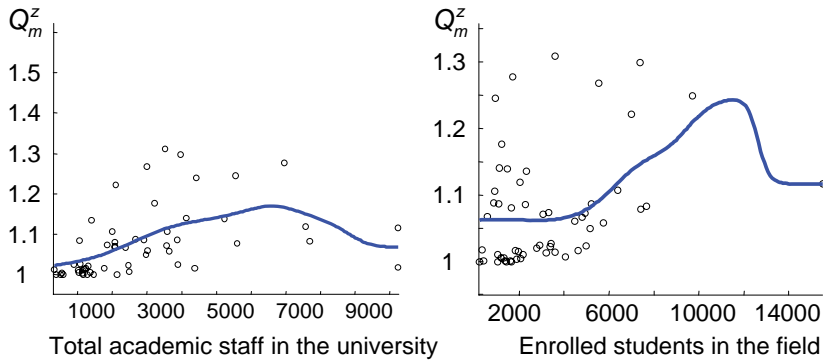 Q_m^z
1.5
1.4
1.3
1.2
1.1
1
1000 3000 5000 7000 9000
Total academic staff in the university
Q_m^z
1.3
1.2
1.1
1
2000 6000 10000 14000
Enrolled students in the field